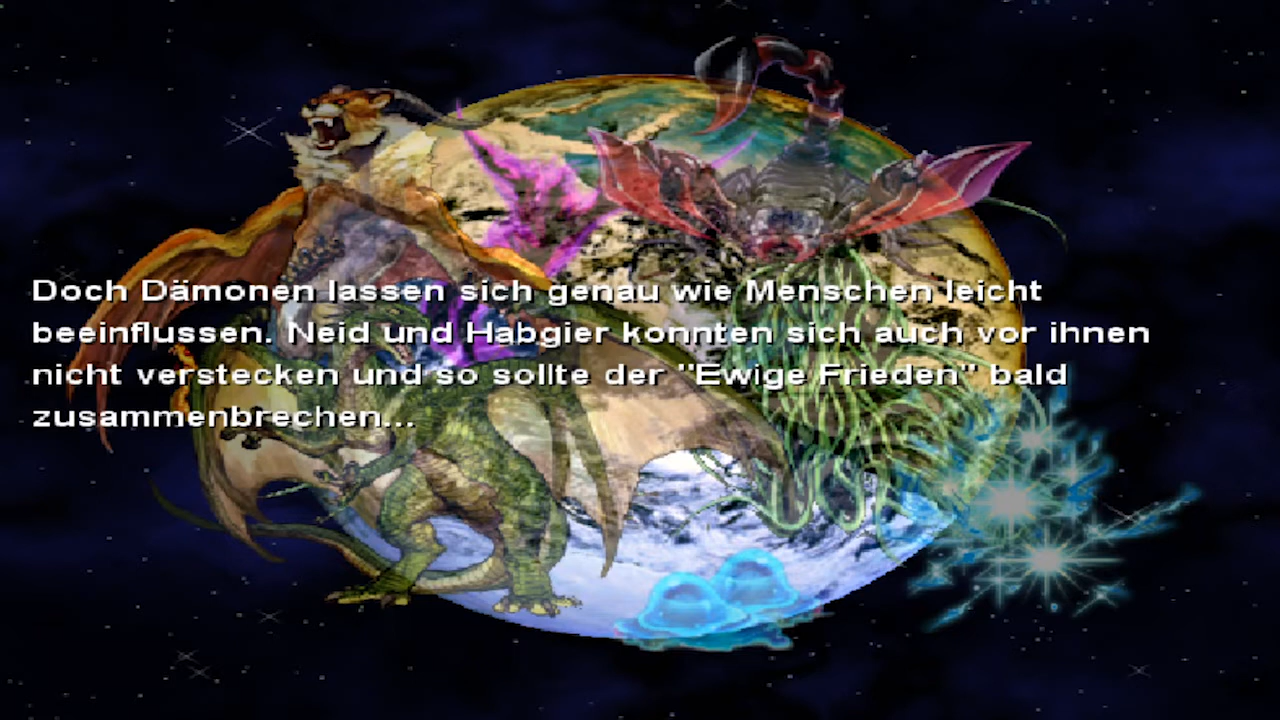 Doch Dämonen lassen sich genau wie Menschen leicht
beeinflussen. Neid und Habgier konnten sich auch vor ihnen
nicht verstecken und so sollte der "Ewige Frieden" bald
zusammenbrechen...